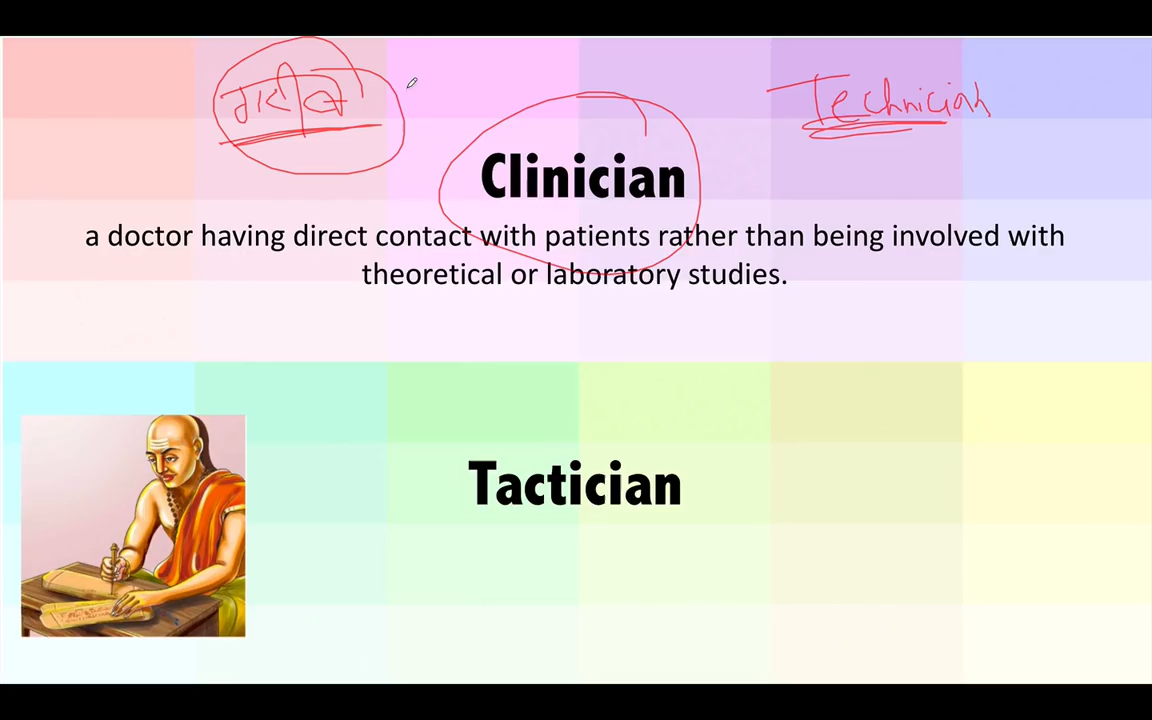 Technician
Clinician
a doctor having direct contact with patients rather than being involved with
theoretical or laboratory studies.
Tactician